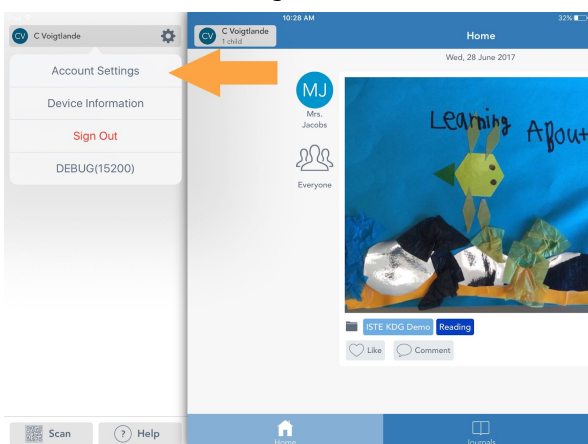 CV C Voigtlande
Account Settings
Device Information
Sign Out
DEBUG(15200)
Scan
? Help
10:28 AM
32%
CV C Voigtlande
1 child
Home
Wed, 28 June 2017
MJ
Mrs.
Jacobs
Everyone
Learning About
ISTE KDG Demo Reading
Like Comment
Home
Journals